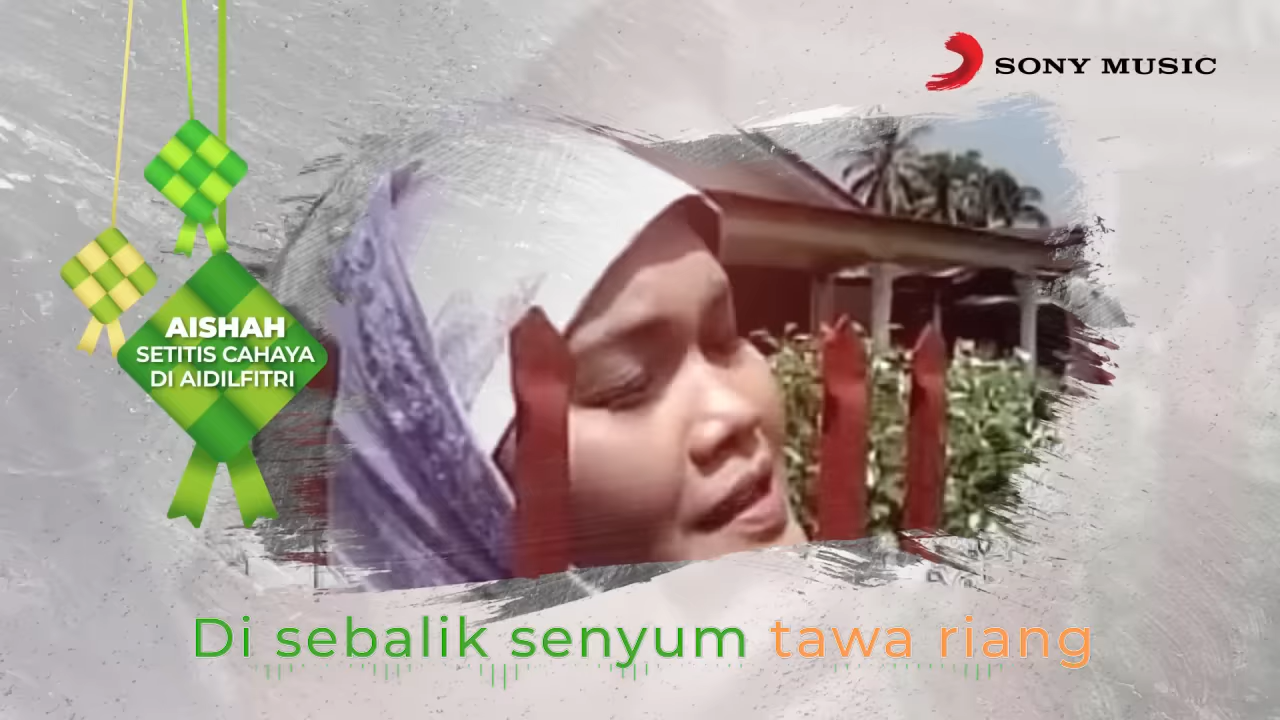 SONY MUSIC
AISHAH
SETITIS CAHAYA
DI AIDILFITRI
Di sebalik senyum tawa riang